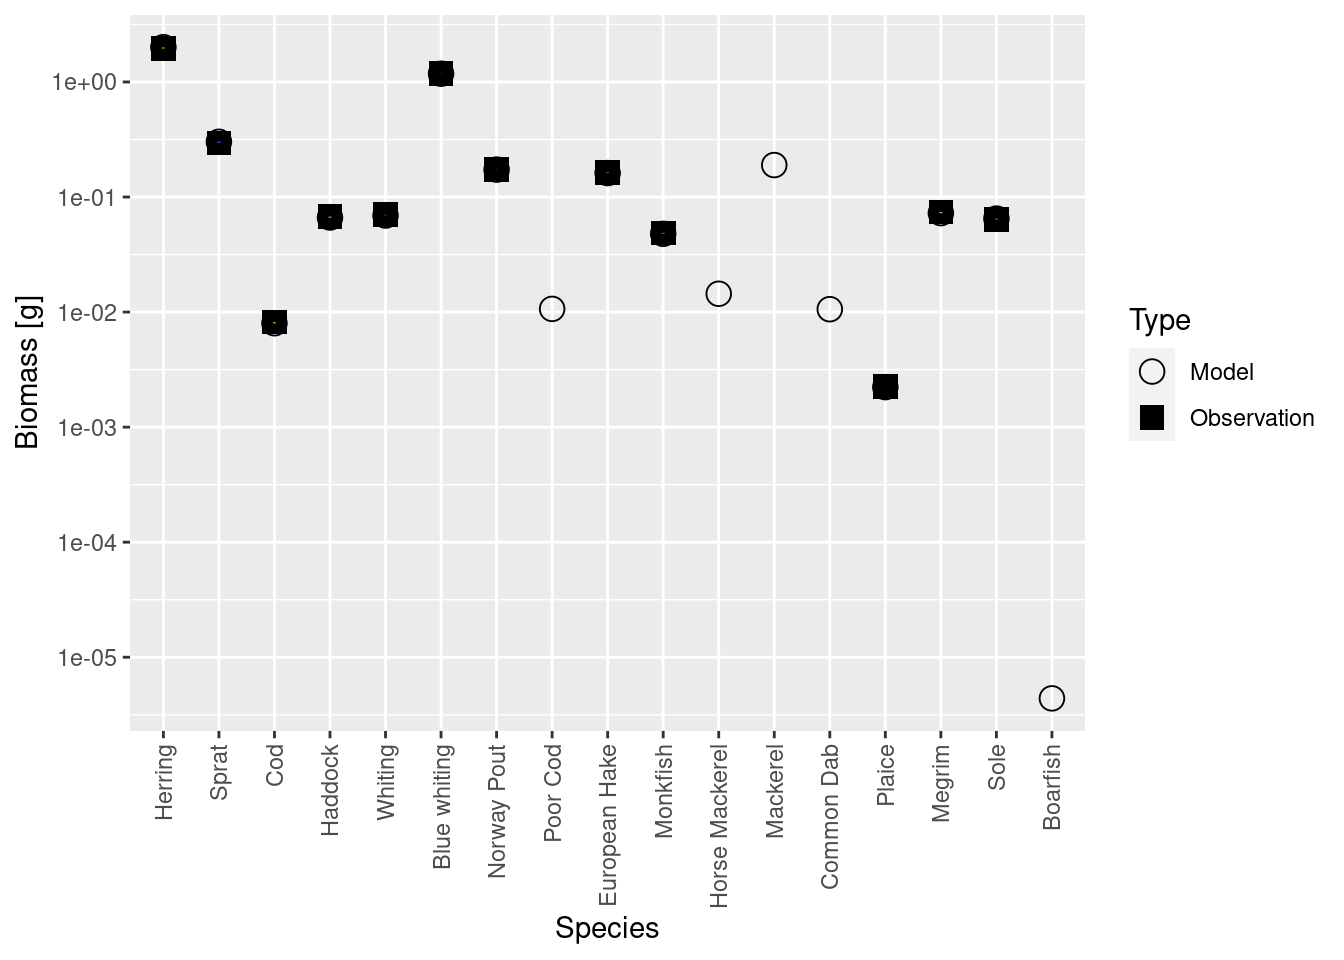 1e+00
1e-01
1e-02
1e-03
1e-04
1e-05
Biomass [g]
Herring
Sprat
Cod
Haddock
Whiting
Blue whiting
Norway Pout
Poor Cod
European Hake
Monkfish
Horse Mackerel
Mackerel
Common Dab
Plaice
Megrim
Sole
Boarfish
Species
Type
Model
Observation